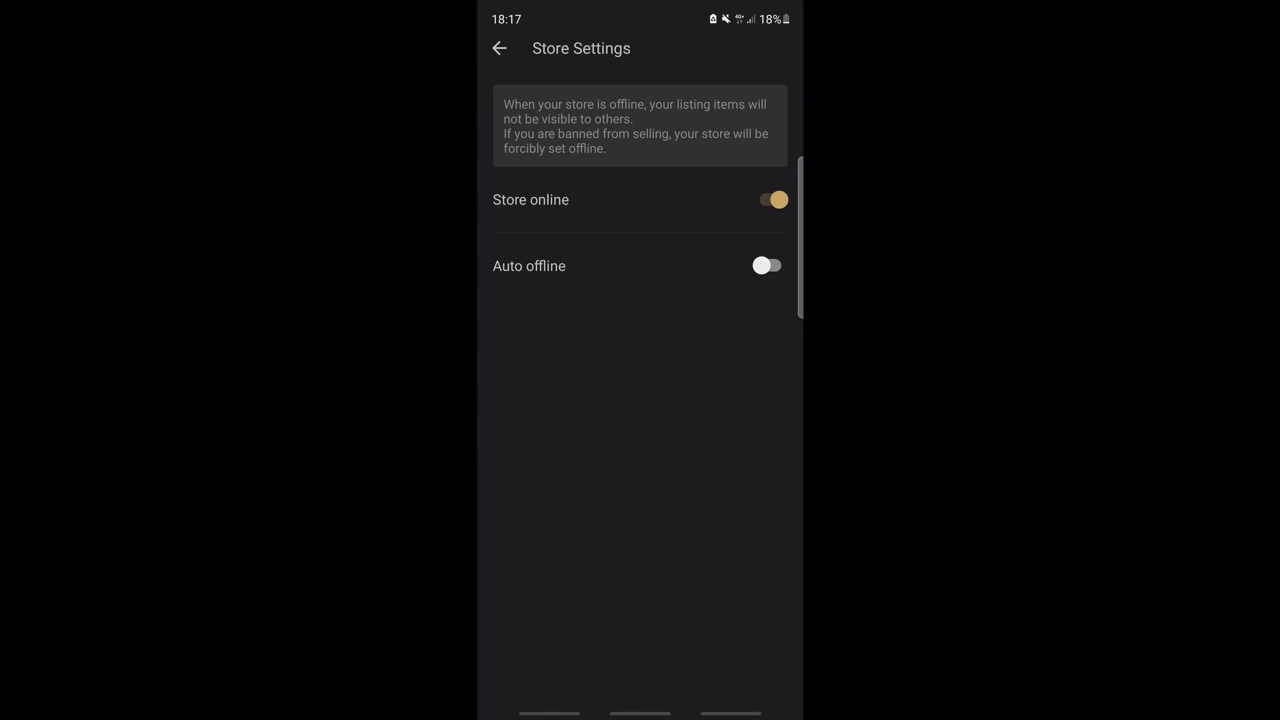 18:17
4G+
18%
Store Settings
When your store is offline, your listing items will
not be visible to others.
If you are banned from selling, your store will be
forcibly set offline.
Store online
Auto offline